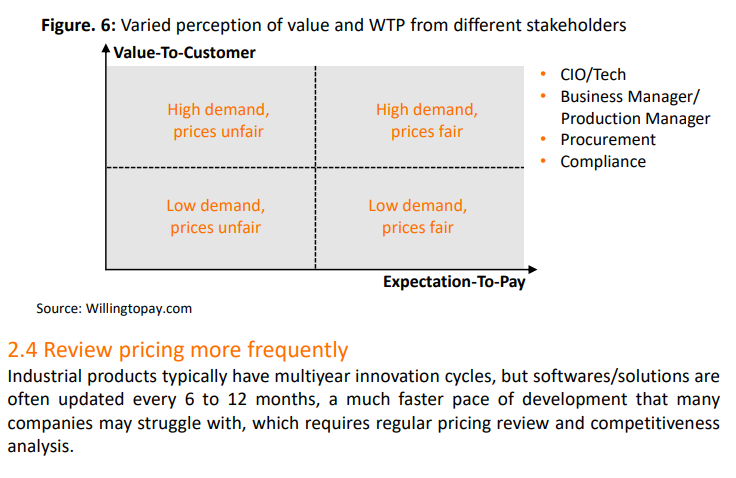 Figure. 6: Varied perception of value and WTP from different stakeholders
Value-To-Customer
High demand,
prices unfair
High demand,
prices fair
Low demand,
prices unfair
Low demand,
prices fair
Expectation-To-Pay
• CIO/Tech
• Business Manager/
Production Manager
• Procurement
• Compliance
Source: Willingtopay.com
2.4 Review pricing more frequently
Industrial products typically have multiyear innovation cycles, but softwares/solutions are
often updated every 6 to 12 months, a much faster pace of development that many
companies may struggle with, which requires regular pricing review and competitiveness
analysis.